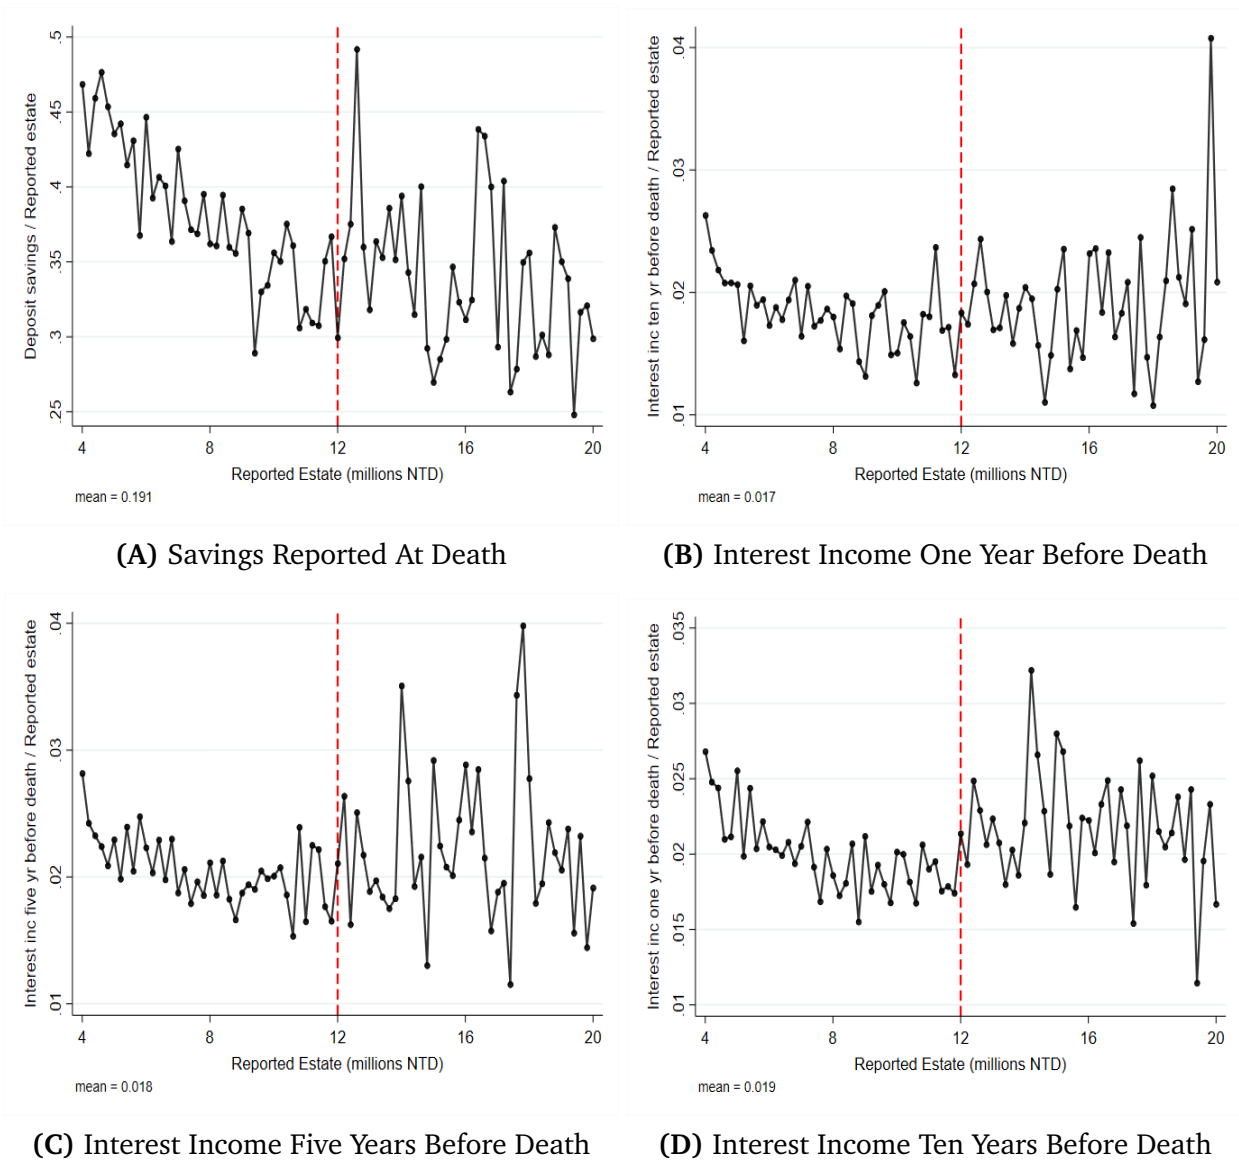 Deposit savings / Reported estate
.5
.45
.4
.35
.3
.25
4
8
12
16
20
Reported Estate (millions NTD)
mean = 0.191
(A) Savings Reported At Death
Interest inc ten yr before death / Reported estate
.04
.03
.02
.01
4
8
12
16
20
Reported Estate (millions NTD)
mean = 0.017
(B) Interest Income One Year Before Death
Interest inc five yr before death / Reported estate
.04
.03
.02
.01
4
8
12
16
20
Reported Estate (millions NTD)
mean = 0.018
(C) Interest Income Five Years Before Death
Interest inc one yr before death / Reported estate
.035
.03
.025
.02
.015
.01
4
8
12
16
20
Reported Estate (millions NTD)
mean = 0.019
(D) Interest Income Ten Years Before Death